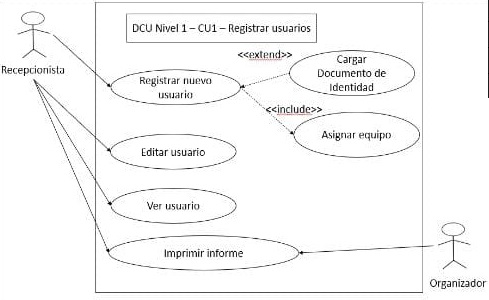 DCU Nivel 1 – CU1 – Registrar usuarios
<<extend>>
Cargar
Documento de
Identidad
Recepcionista
Registrar nuevo
usuario
<<include>>
Asignar equipo
Editar usuario
Ver usuario
Imprimir informe
Organizador